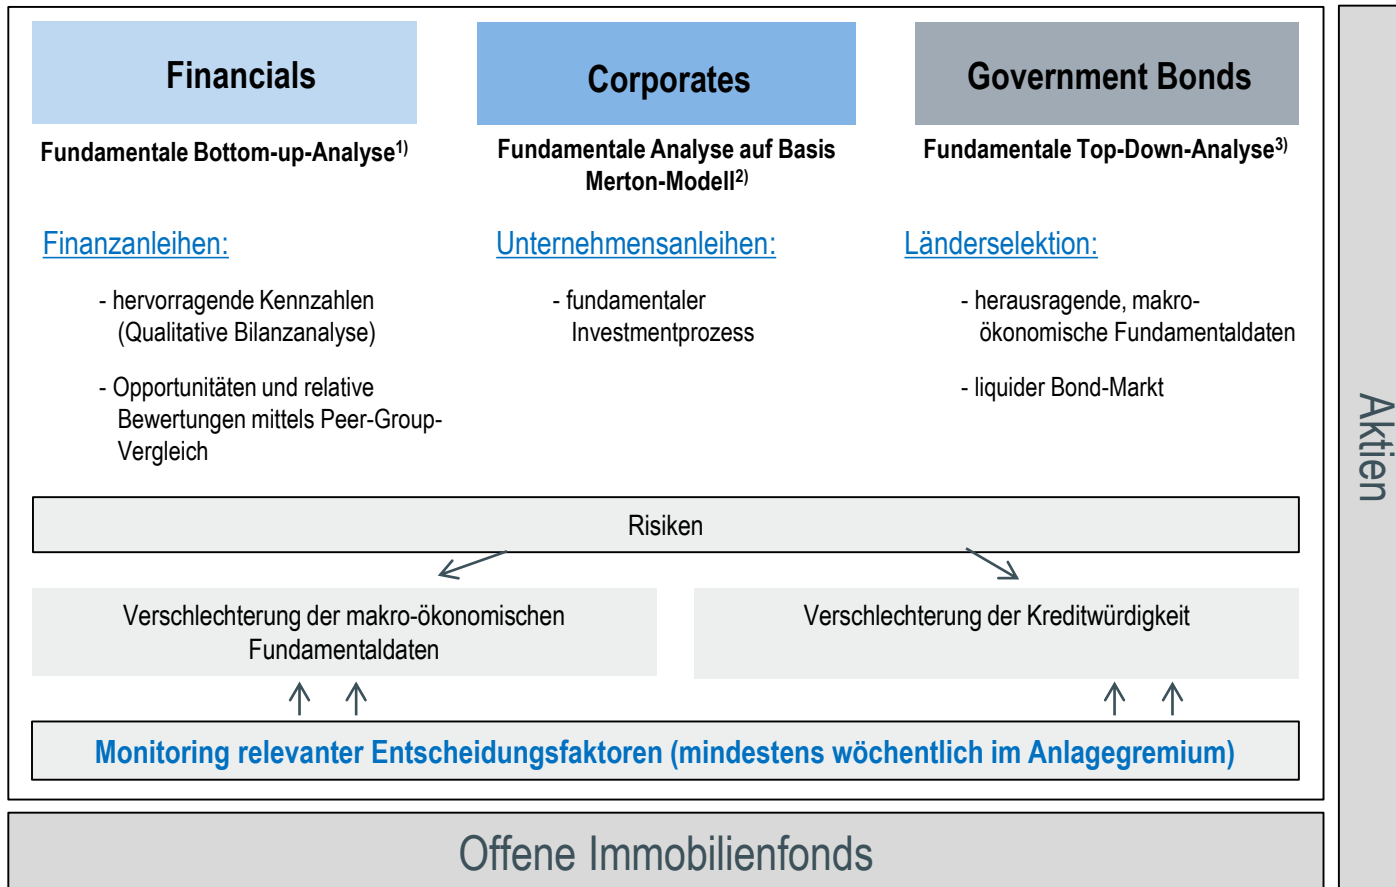 Financials
Corporates
Government Bonds
Fundamentale Bottom-up-Analyse1)
Fundamentale Analyse auf Basis
Merton-Modell2)
Fundamentale Top-Down-Analyse3)
Finanzanleihen:
- hervorragende Kennzahlen
(Qualitative Bilanzanalyse)
- Opportunitäten und relative
Bewertungen mittels Peer-Group-
Vergleich
Unternehmensanleihen:
- fundamentaler
Investmentprozess
Länderselektion:
- herausragende, makro-
ökonomische Fundamentaldaten
- liquider Bond-Markt
Risiken
Verschlechterung der makro-ökonomischen
Fundamentaldaten
Verschlechterung der Kreditwürdigkeit
Monitoring relevanter Entscheidungsfaktoren (mindestens wöchentlich im Anlagegremium)
Offene Immobilienfonds
Aktien